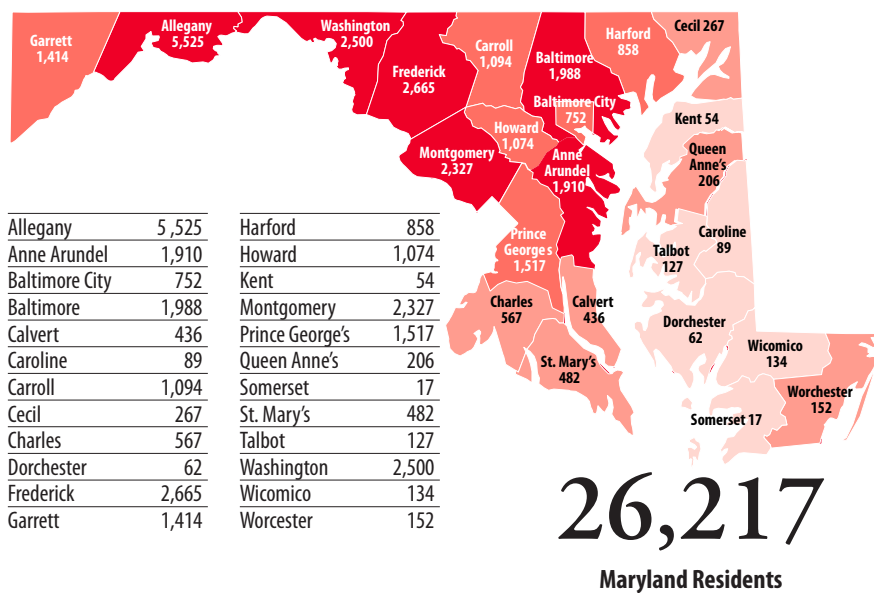 Garrett
1,414
Allegany
5,525
Washington
2,500
Frederick
2,665
Carroll
1,094
Baltimore
1,988
Harford
858
Cecil 267
Baltimore City
752
Howard
1,074
Montgomery
2,327
Anne
Arundel
1,910
Kent 54
Queen
Anne's
206
Prince
George s
1,517
Talbot
127
Caroline
89
Charles
567
Calvert
436
Dorchester
62
St. Mary's
482
Wicomico
134
Worchester
152
Somerset 17
Allegany 5 ,525
Anne Arundel 1,910
Baltimore City 752
Baltimore 1,988
Calvert 436
Caroline 89
Carroll 1,094
Cecil 267
Charles 567
Dorchester 62
Frederick 2,665
Garrett 1,414
Harford 858
Howard 1,074
Kent 54
Montgomery 2,327
Prince George's 1,517
Queen Anne's 206
Somerset 17
St. Mary's 482
Talbot 127
Washington 2,500
Wicomico 134
Worcester 152
26,217
Maryland Residents